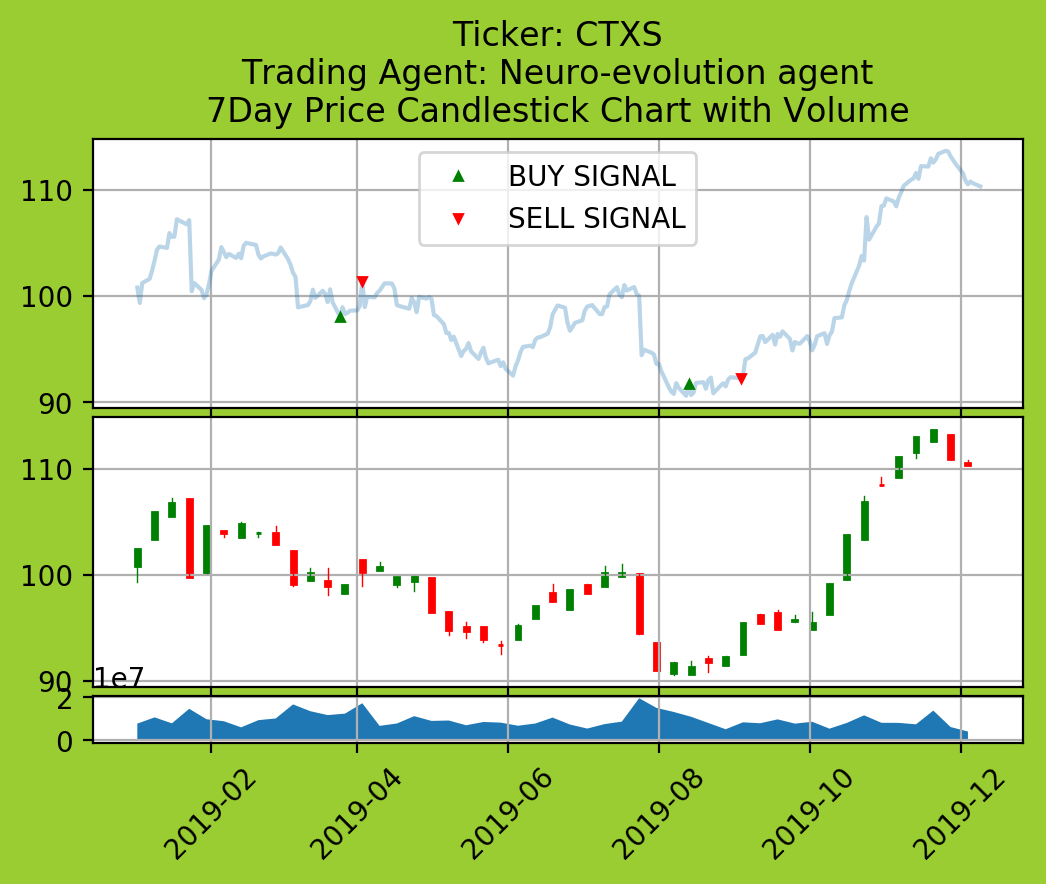 Ticker: CTXS
Trading Agent: Neuro-evolution agent
7Day Price Candlestick Chart with Volume
BUY SIGNAL
SELL SIGNAL
110
100
90
110
100
90
1e7
2
0
2019-02
2019-04
2019-06
2019-08
2019-10
2019-12